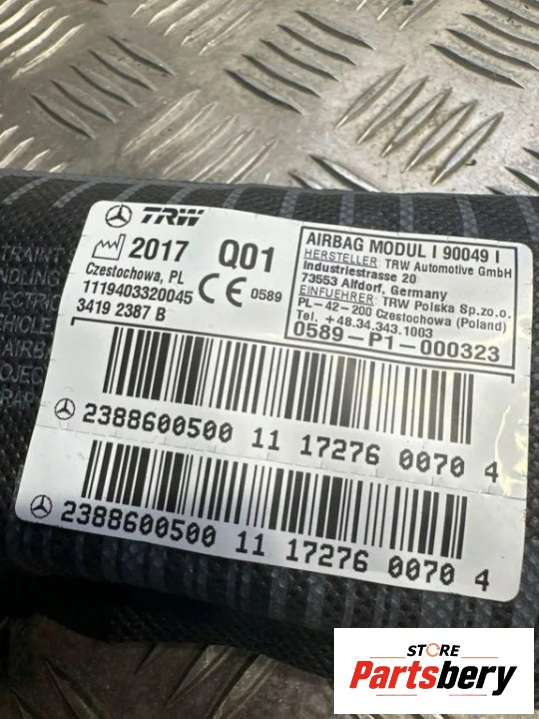 TRW
2017 Q01
Czestochowa, PL
1119403320045
3419 2387 B
CE 0589
AIRBAG MODUL I 90049 I
HERSTELLER: TRW Automotive GmbH
Industriestrasse 20
73553 Alfdorf, Germany
EINFUEHRER: TRW Polska Sp.zo.o.
PL-42-200 Czestochowa (Poland)
Tel. +48.34.343.1003
0589-P1-000323
2388600500 11 17276 0070 4
2388600500 11 17276 0070 4
STORE
Partsbery